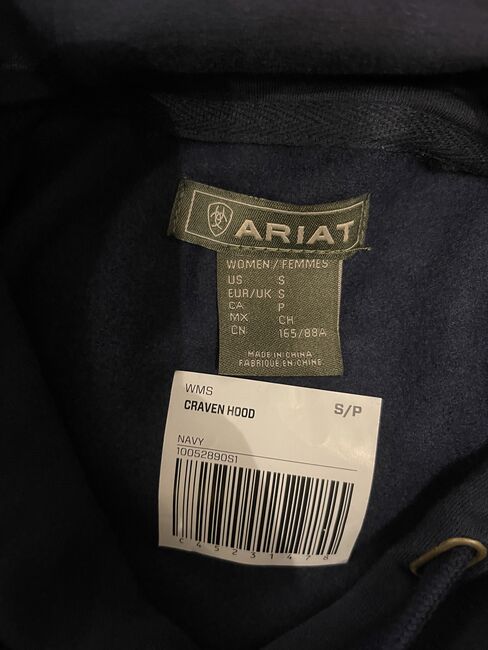 ARIAT
WOMEN / FEMMES
US S
EUR/UK S
CA P
MX CH
CN 165/88A
MADE IN CHINA
FABRIQUÉ EN CHINE
WMS
CRAVEN HOOD S/P
NAVY
10052890S1
C4523147B